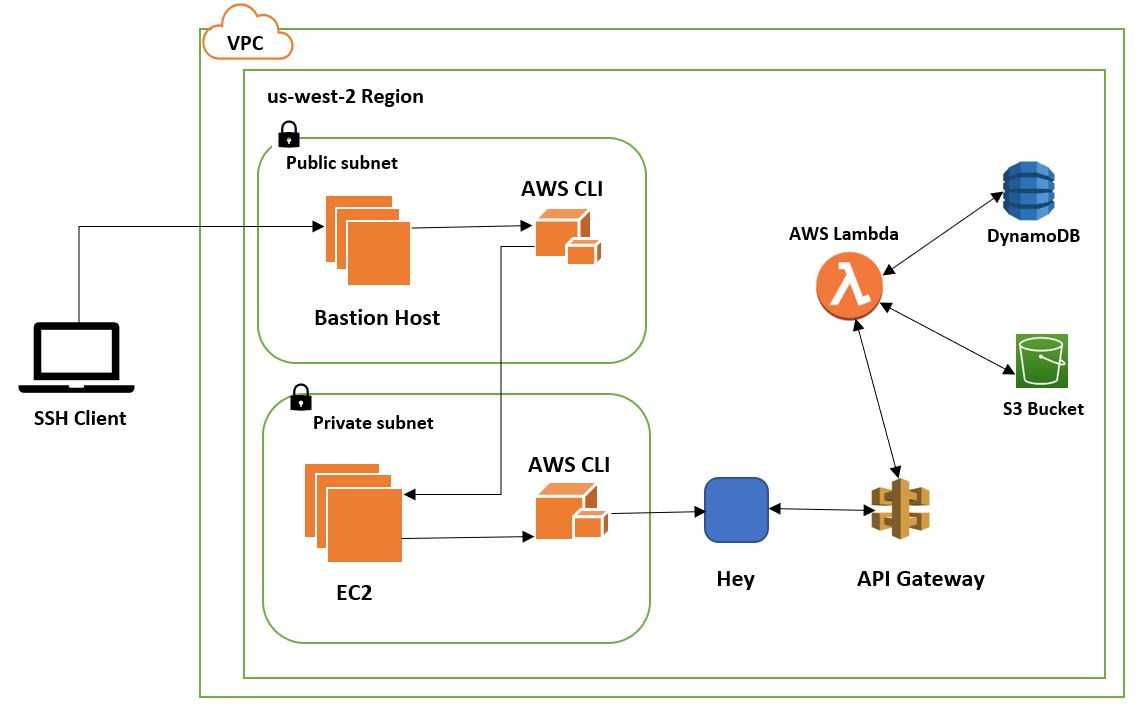 VPC
us-west-2 Region
Public subnet
AWS CLI
Bastion Host
SSH Client
Private subnet
AWS CLI
EC2
Hey
API Gateway
AWS Lambda
DynamoDB
S3 Bucket